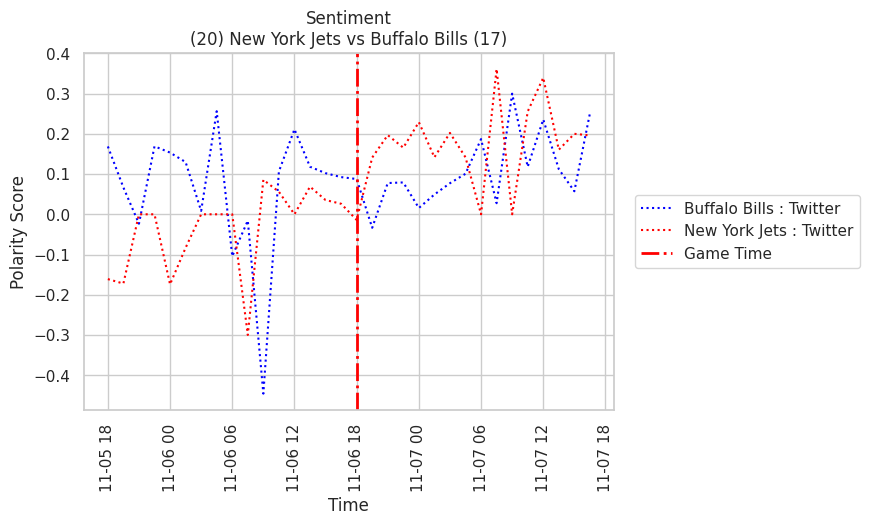 Sentiment
(20) New York Jets vs Buffalo Bills (17)
Polarity Score
0.4
0.3
0.2
0.1
0.0
−0.1
−0.2
−0.3
−0.4
11-05 18
11-06 00
11-06 06
11-06 12
11-06 18
11-07 00
11-07 06
11-07 12
11-07 18
Time
Buffalo Bills : Twitter
New York Jets : Twitter
Game Time